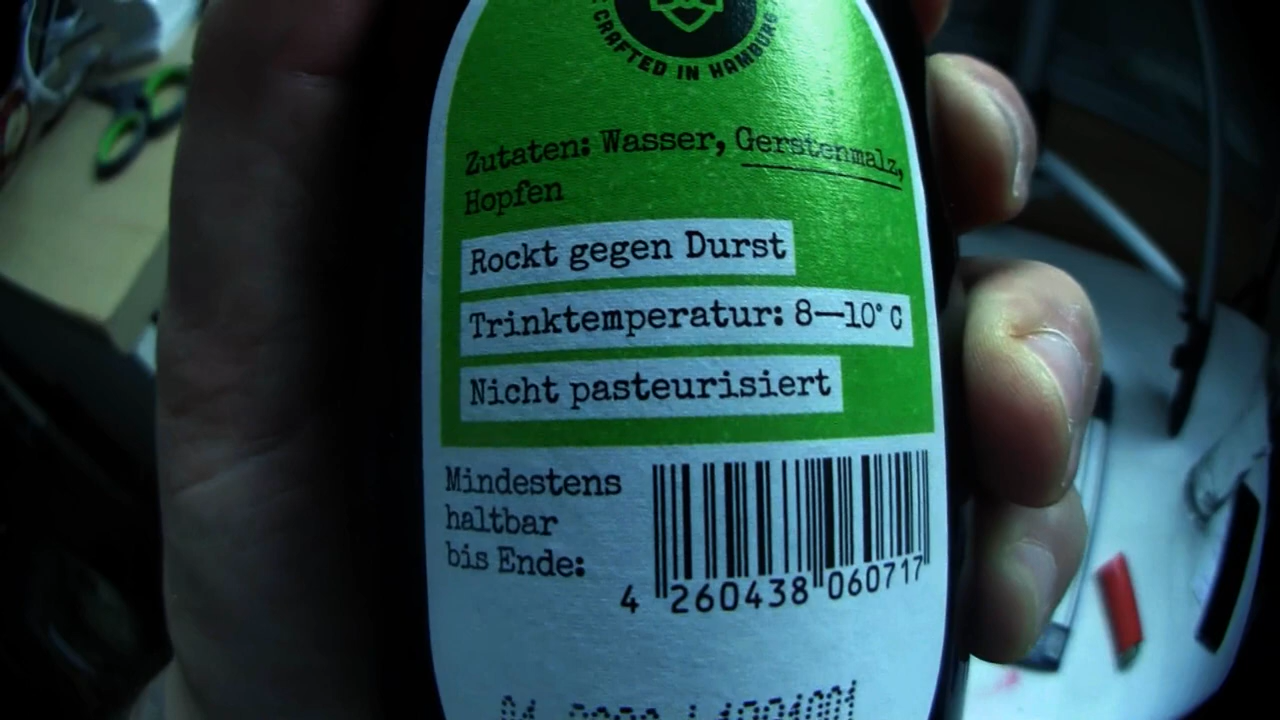 CRAFTED IN HAMBURG
Zutaten: Wasser, Gerstenmalz,
Hopfen
Rockt gegen Durst
Trinktemperatur: 8—10° C
Nicht pasteurisiert
Mindestens
haltbar
bis Ende:
4 260438 060717